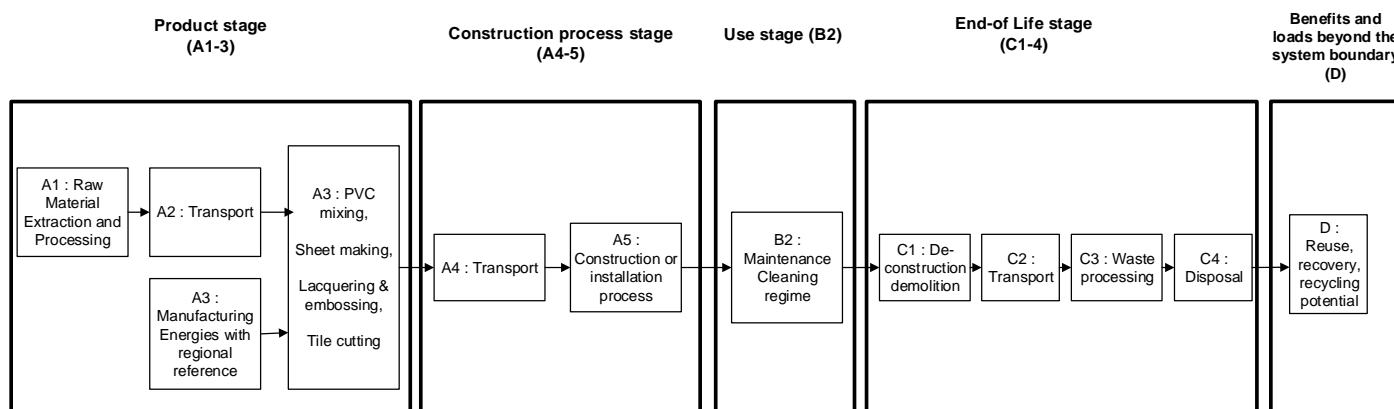 Product stage
(A1-3)
Construction process stage
(A4-5)
Use stage (B2)
End-of Life stage
(C1-4)
Benefits and
loads beyond the
system boundary
(D)
A1 : Raw
Material
Extraction and
Processing
A2 : Transport
A3 :
Manufacturing
Energies with
regional
reference
A3 : PVC
mixing,
Sheet making,
Lacquering &
embossing,
Tile cutting
A4 : Transport
A5 :
Construction or
installation
process
B2 :
Maintenance
Cleaning
regime
C1 : De-
construction
demolition
C2 :
Transport
C3 : Waste
processing
C4 :
Disposal
D :
Reuse,
recovery,
recycling
potential